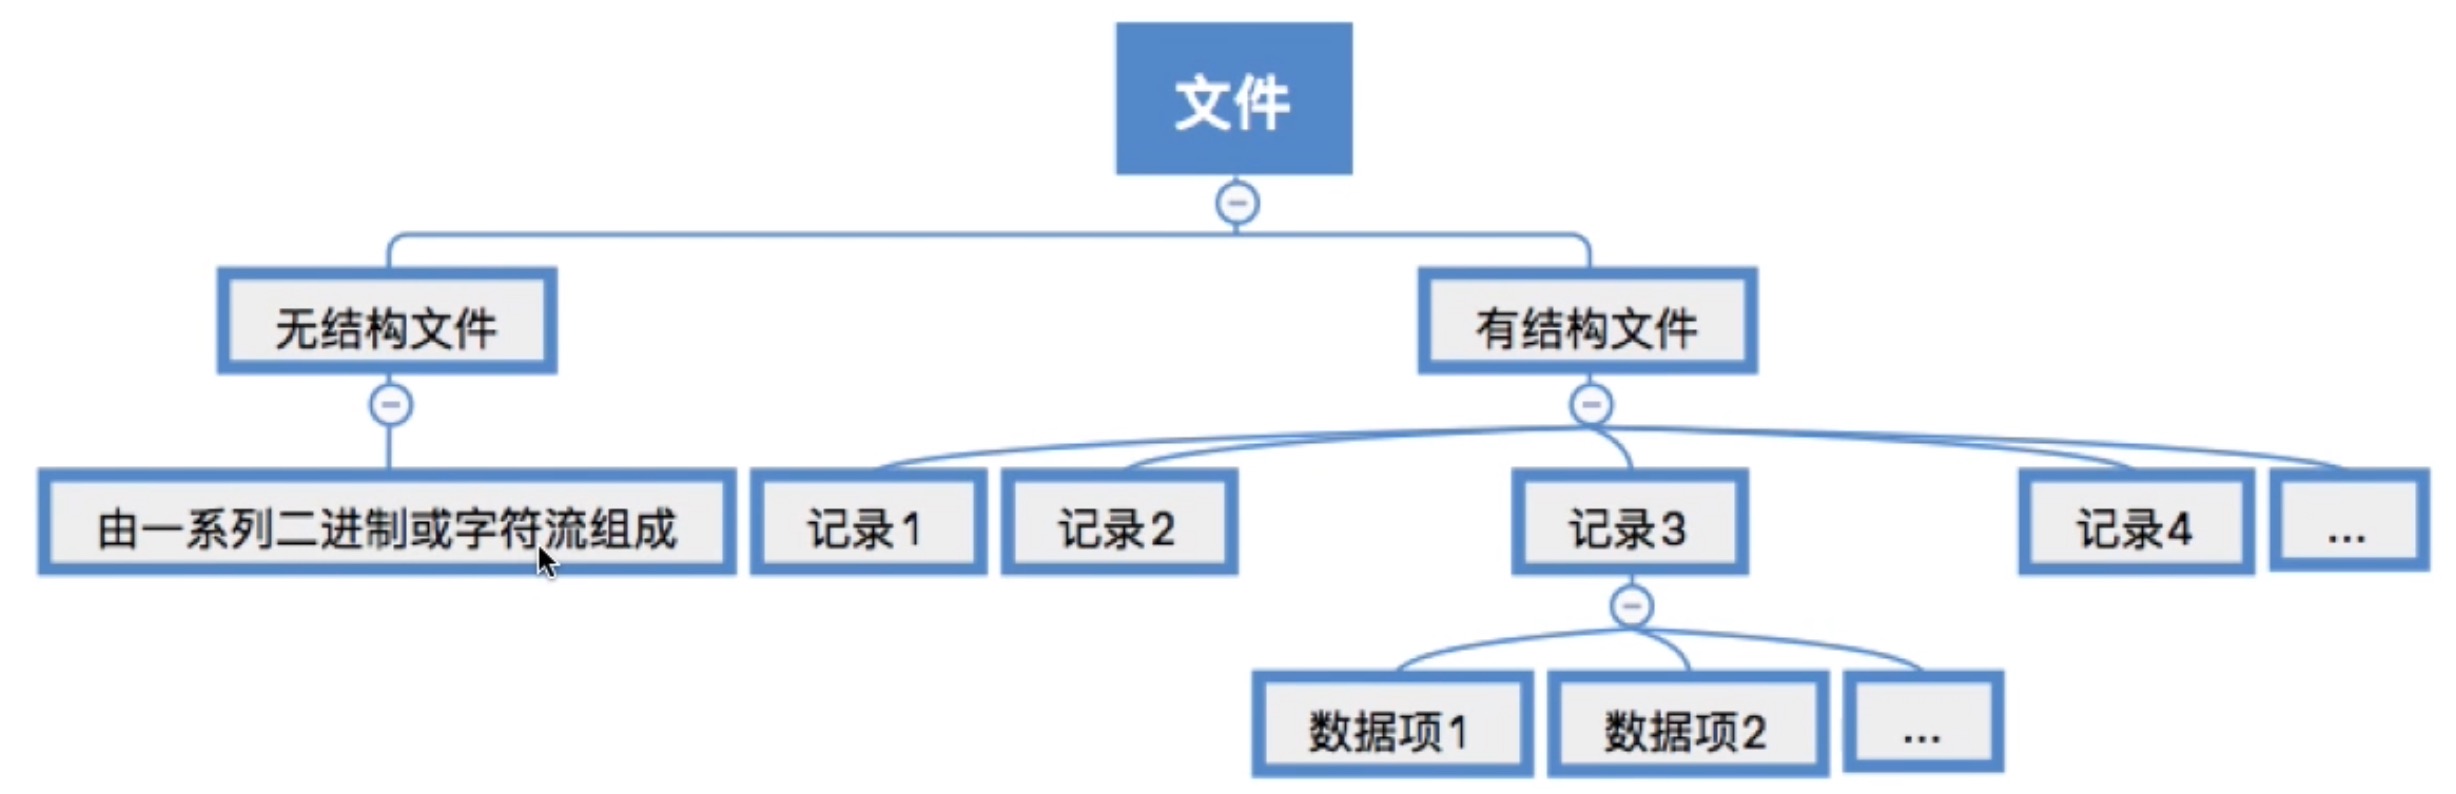 文件
无结构文件
有结构文件
由一系列二进制或字符流组成
记录1
记录2
记录3
记录4
...
数据项1
数据项2
...